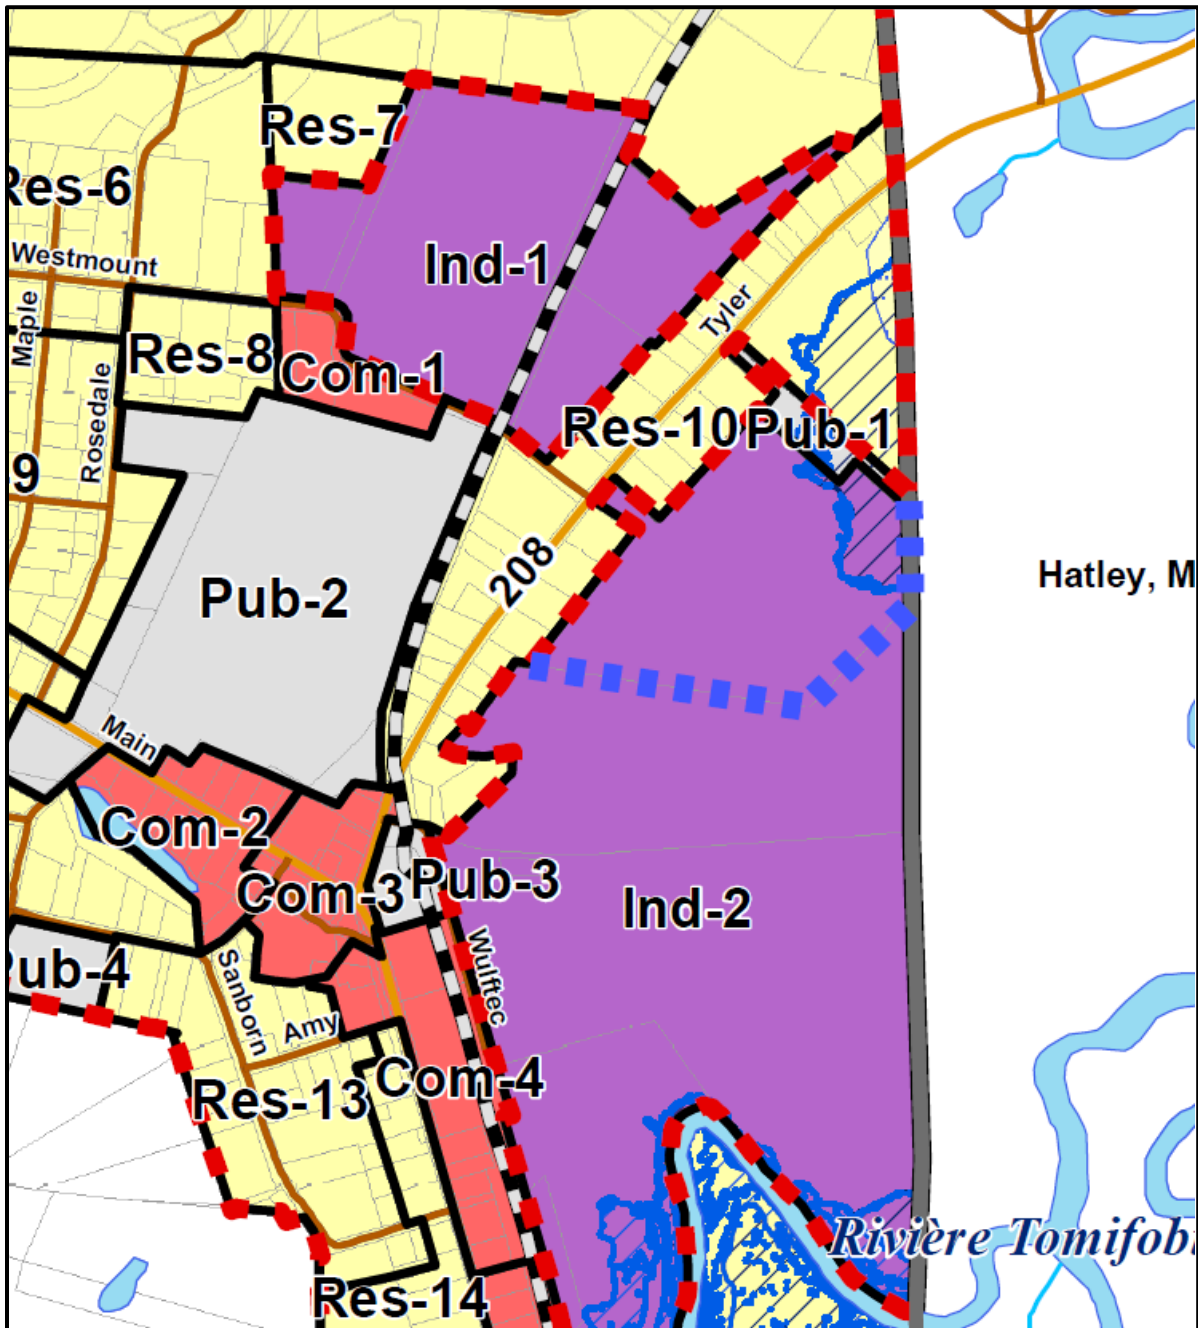 Res-7
Res-6
Westmount
Ind-1
Maple
Res-8
Com-1
Tyler
Rosedale
Res-10
Pub-1
9
208
Pub-2
Hatley, M
Main
Com-2
Com-3
Pub-3
Ind-2
Pub-4
Wulftec
Sanborn
Amy
Com-4
Res-13
Rivière Tomifobi
Res-14